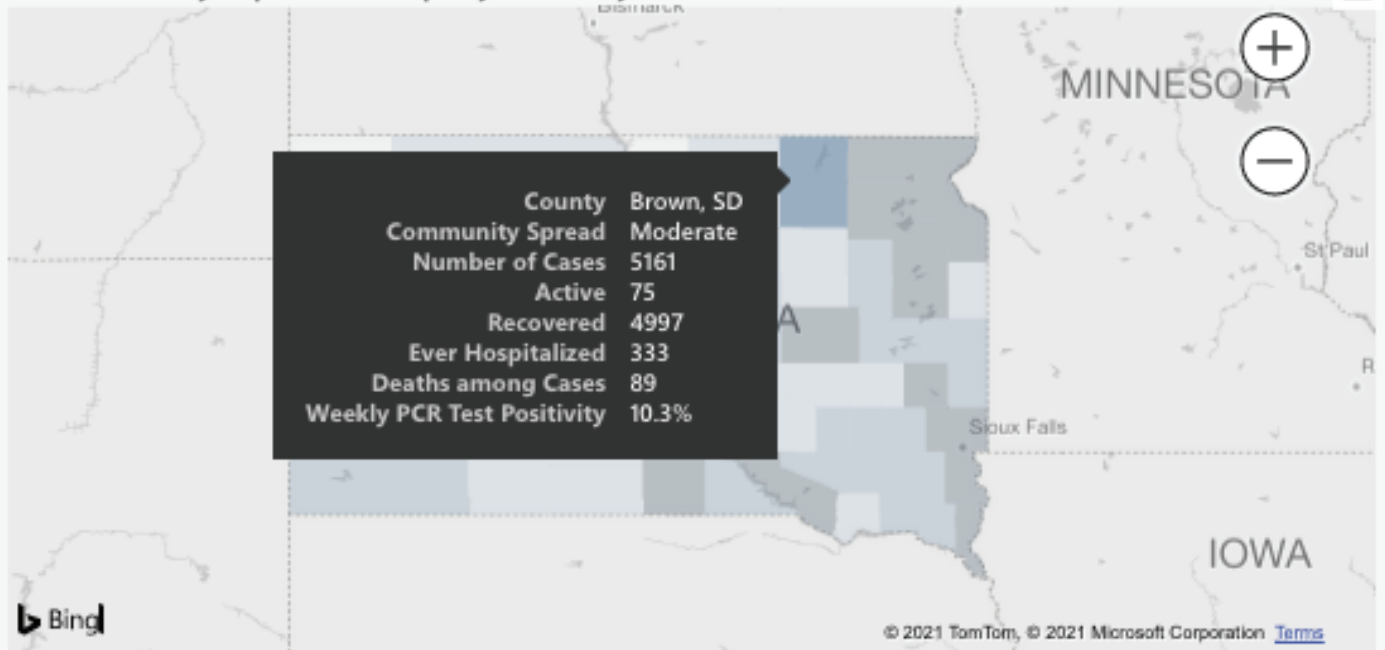 Bismarck
MINNESOTA
County Brown, SD
Community Spread Moderate
Number of Cases 5161
Active 75
Recovered 4997
Ever Hospitalized 333
Deaths among Cases 89
Weekly PCR Test Positivity 10.3%
St Paul
A
R
Sioux Falls
IOWA
Bing
© 2021 TomTom, © 2021 Microsoft Corporation Terms